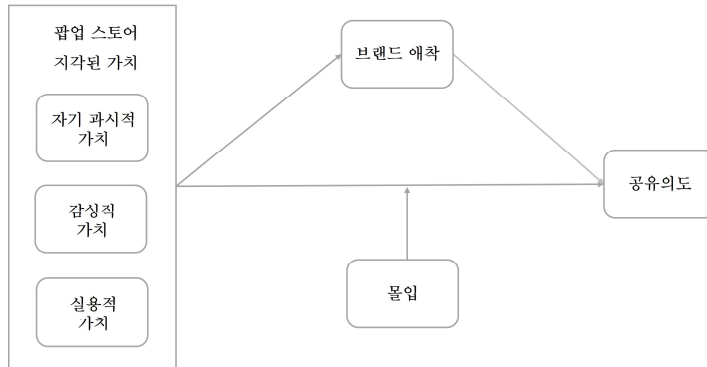 팝업 스토어
지각된 가치
자기 과시적
가치
감성적
가치
실용적
가치
브랜드 애착
공유의도
몰입